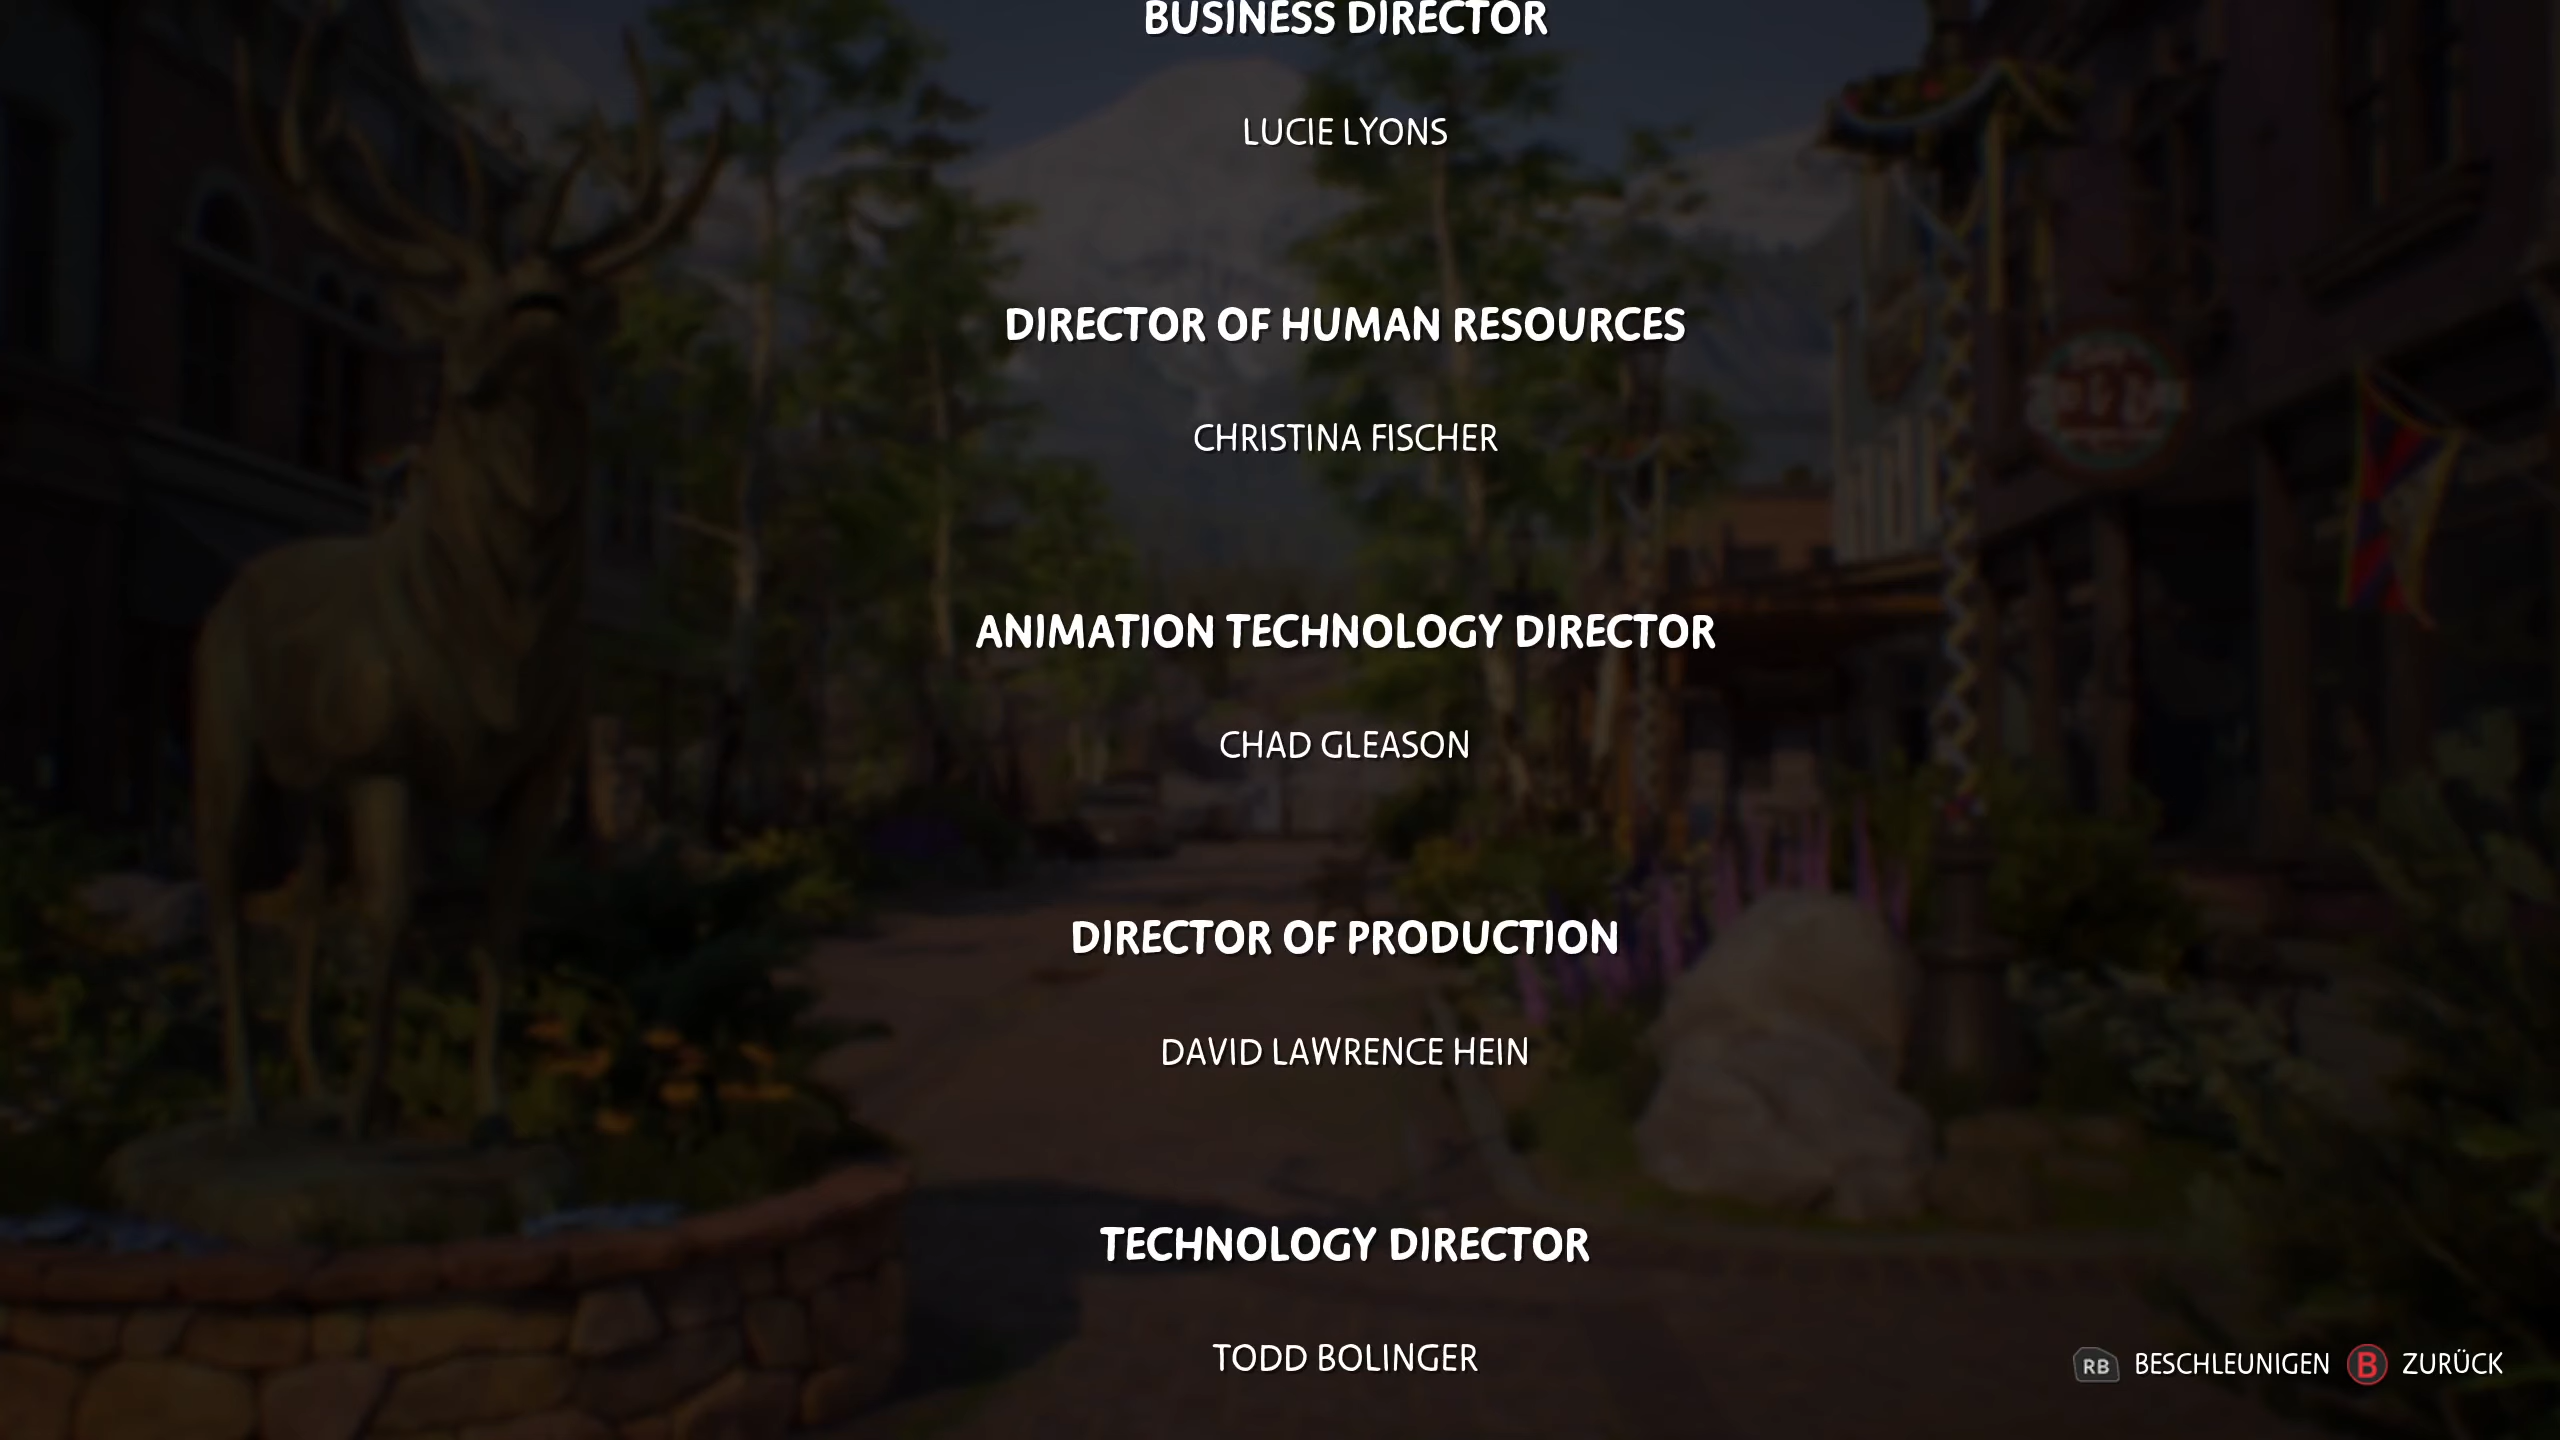 BUSINESS DIRECTOR
LUCIE LYONS
DIRECTOR OF HUMAN RESOURCES
CHRISTINA FISCHER
ANIMATION TECHNOLOGY DIRECTOR
CHAD GLEASON
DIRECTOR OF PRODUCTION
DAVID LAWRENCE HEIN
TECHNOLOGY DIRECTOR
TODD BOLINGER
RB BESCHLEUNIGEN B ZURÜCK